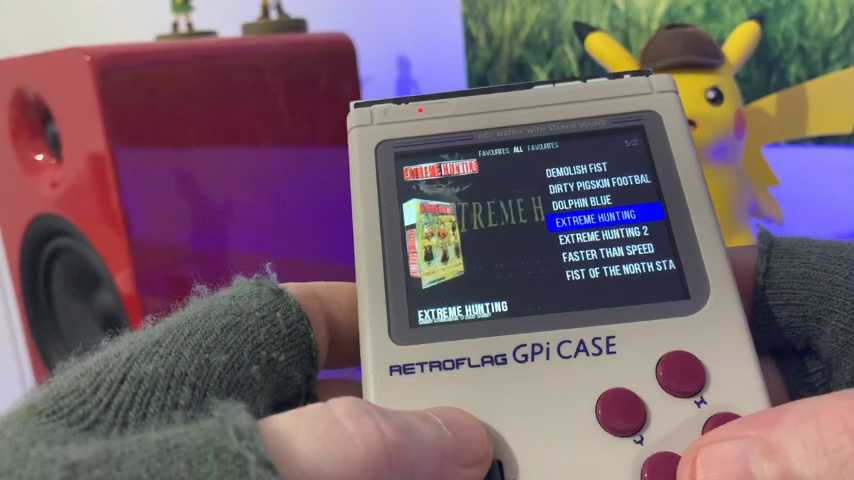 DOT MATRIX WITH STEREO SOUND
FAVOURITES ALL FAVOURITES
5/22
EXTREME HUNTING
TREME H
DEMOLISH FIST
DIRTY PIGSKIN FOOTBAL
DOLPHIN BLUE
EXTREME HUNTING
EXTREME HUNTING 2
FASTER THAN SPEED
FIST OF THE NORTH STA
EXTREME HUNTING
RETROFLAG GPi CASE
X
Y